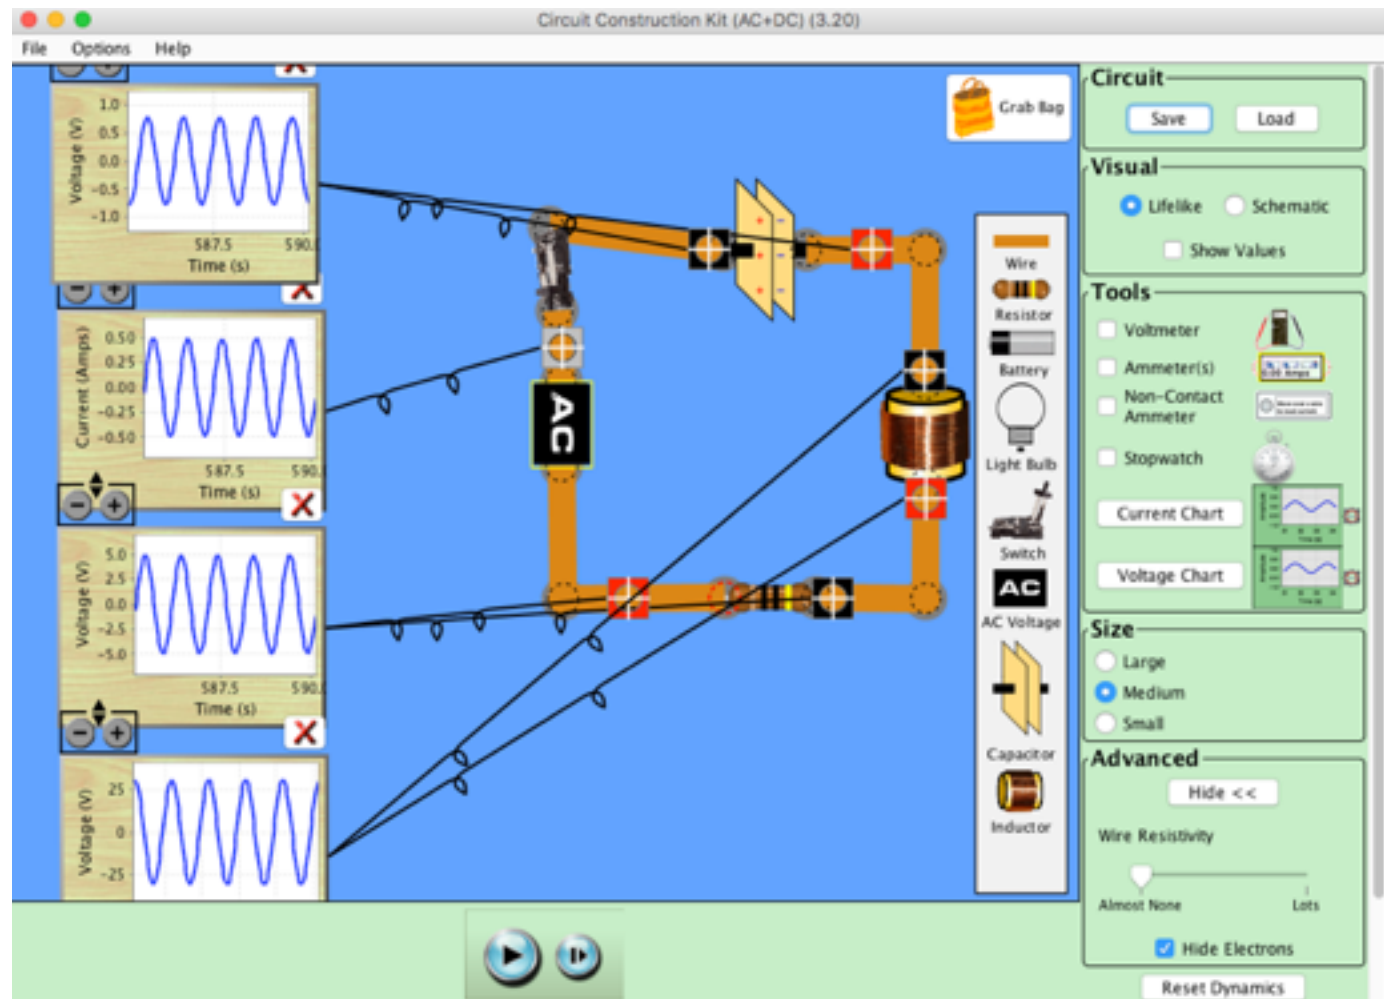 Circuit Construction Kit (AC+DC) (3.20)
File Options Help
Voltage (V)
1.0
0.5
0.0
-0.5
-1.0
587.5 590.
Time (s)
Current (Amps)
0.50
0.25
0.00
-0.25
-0.50
587.5 590.
Time (s)
Voltage (V)
5.0
2.5
0.0
-2.5
-5.0
587.5 590.
Time (s)
Voltage (V)
25
0
-25
AC
Grab Bag
Wire
Resistor
Battery
Light Bulb
Switch
AC
AC Voltage
Capacitor
Inductor
Circuit
Save Load
Visual
Lifelike Schematic
Show Values
Tools
Voltmeter
Ammeter(s)
Non-Contact
Ammeter
Stopwatch
Current Chart
Voltage Chart
Size
Large
Medium
Small
Advanced
Hide <<
Wire Resistivity
Almost None Lots
Hide Electrons
Reset Dynamics